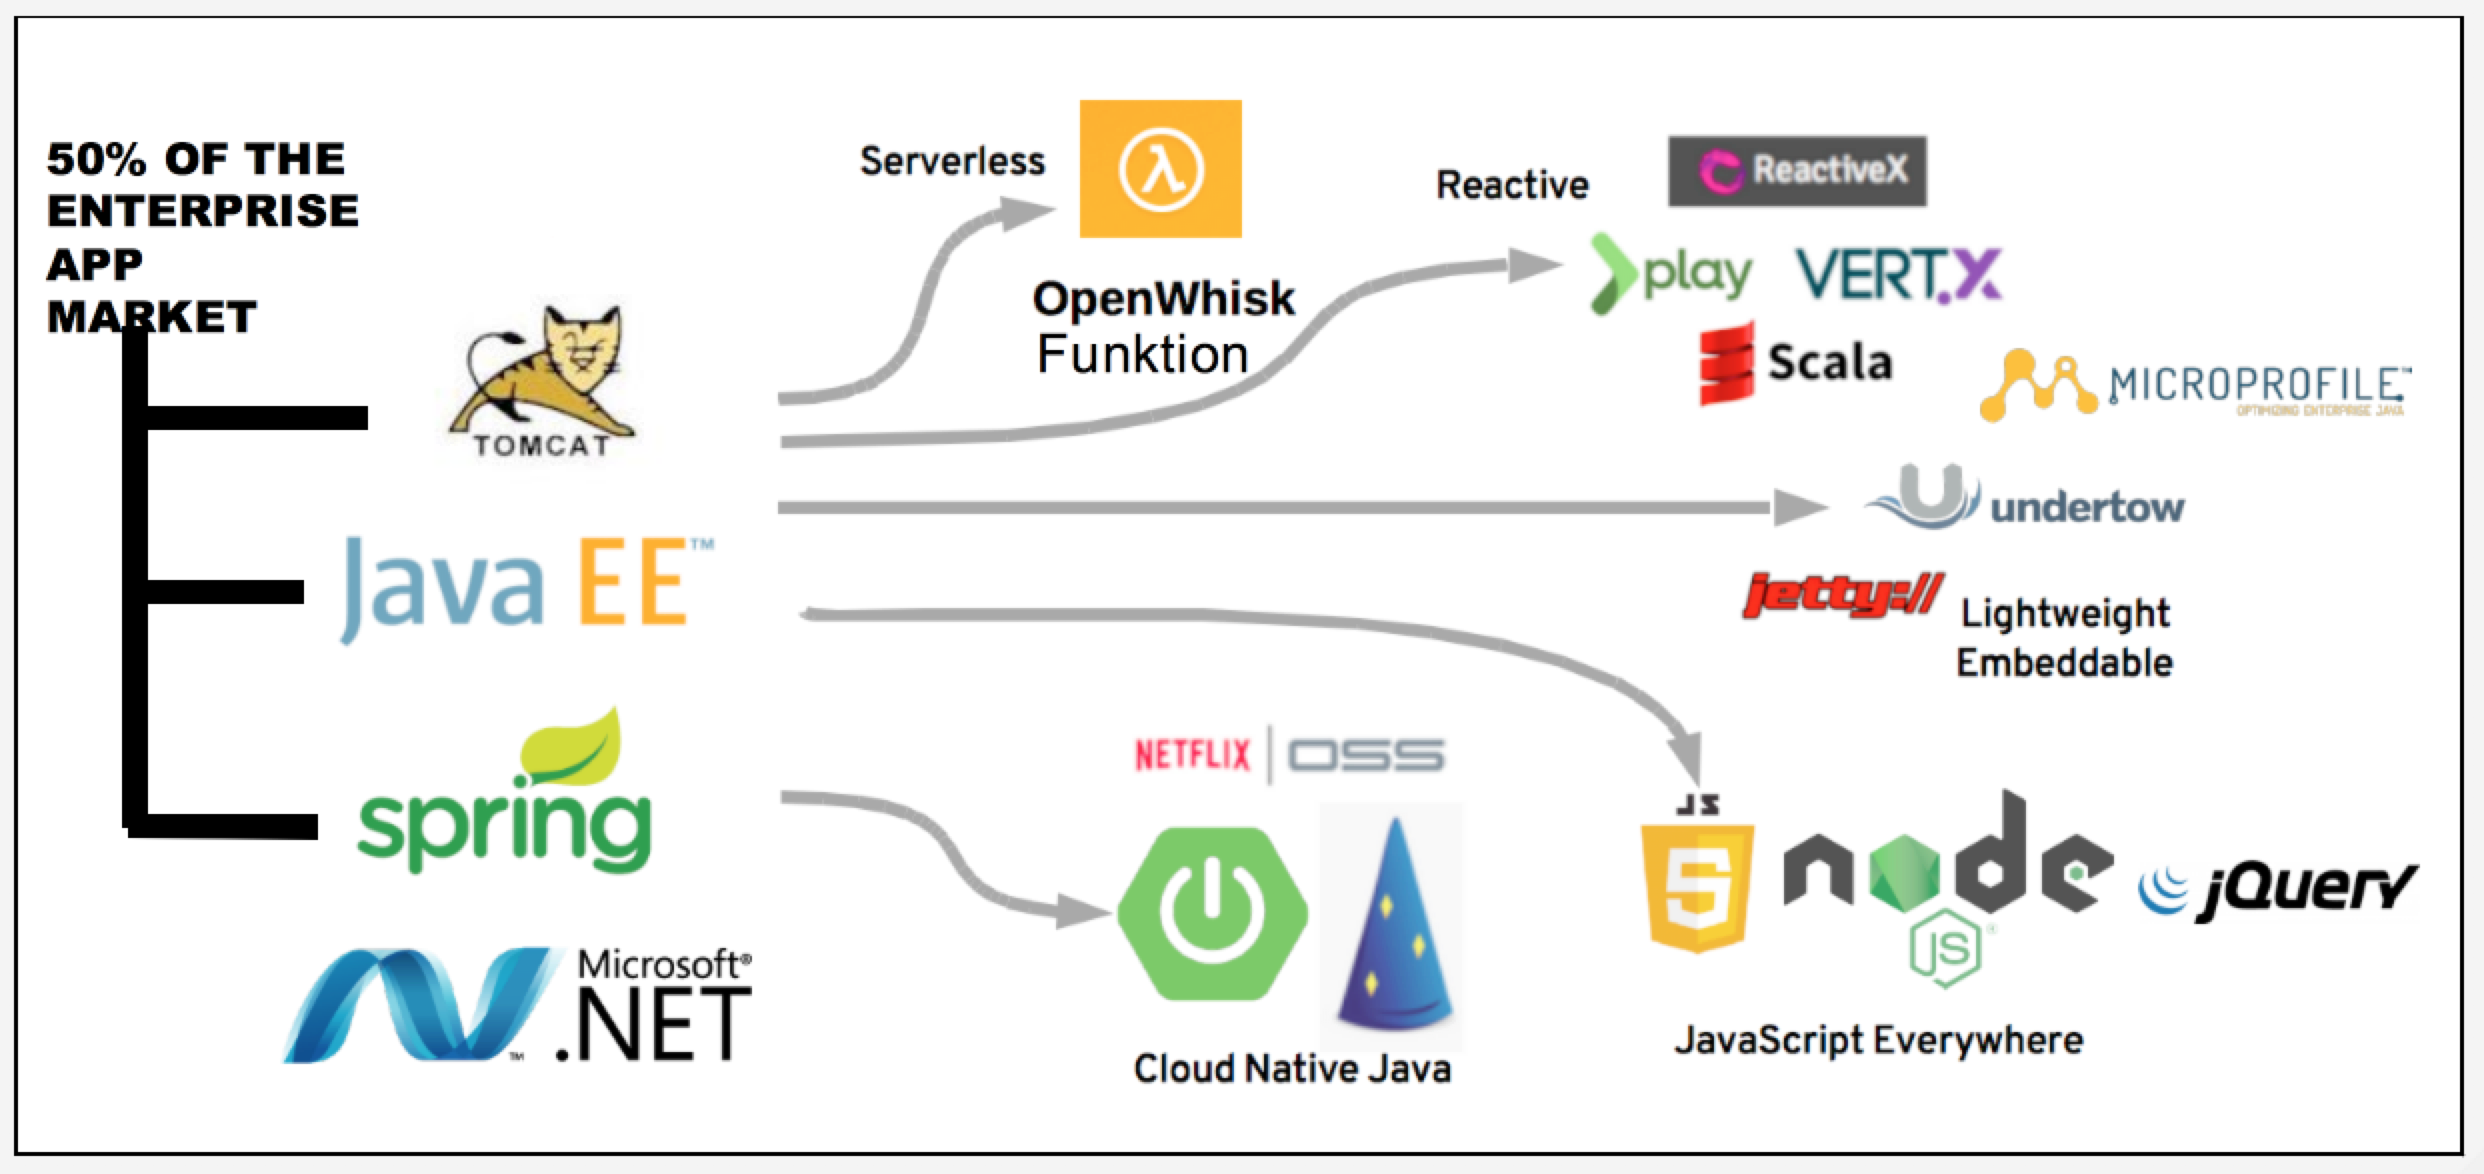 50% OF THE
ENTERPRISE
APP
MARKET
TOMCAT
Java EE™
spring
Microsoft®
.NET
™
Serverless
λ
OpenWhisk
Funktion
Reactive
ReactiveX
play VERT.X
Scala
MICROPROFILE™
OPTIMIZING ENTERPRISE JAVA
undertow
jetty://
Lightweight
Embeddable
NETFLIX | OSS
Cloud Native Java
JS
5
node
JS®
jQuery
JavaScript Everywhere